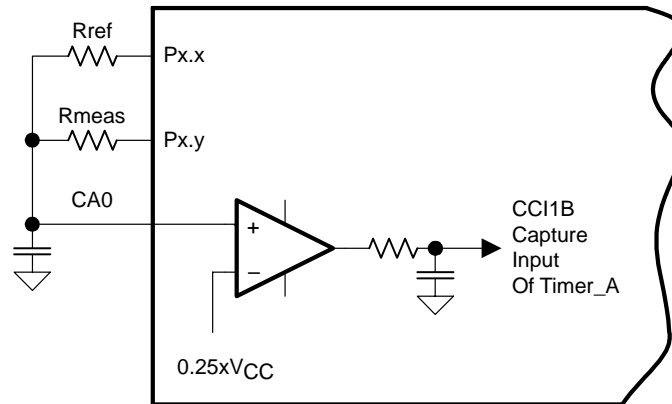 Rref
Px.x
Rmeas
Px.y
CA0
+
−
CCI1B
Capture
Input
Of Timer_A
0.25xVCC